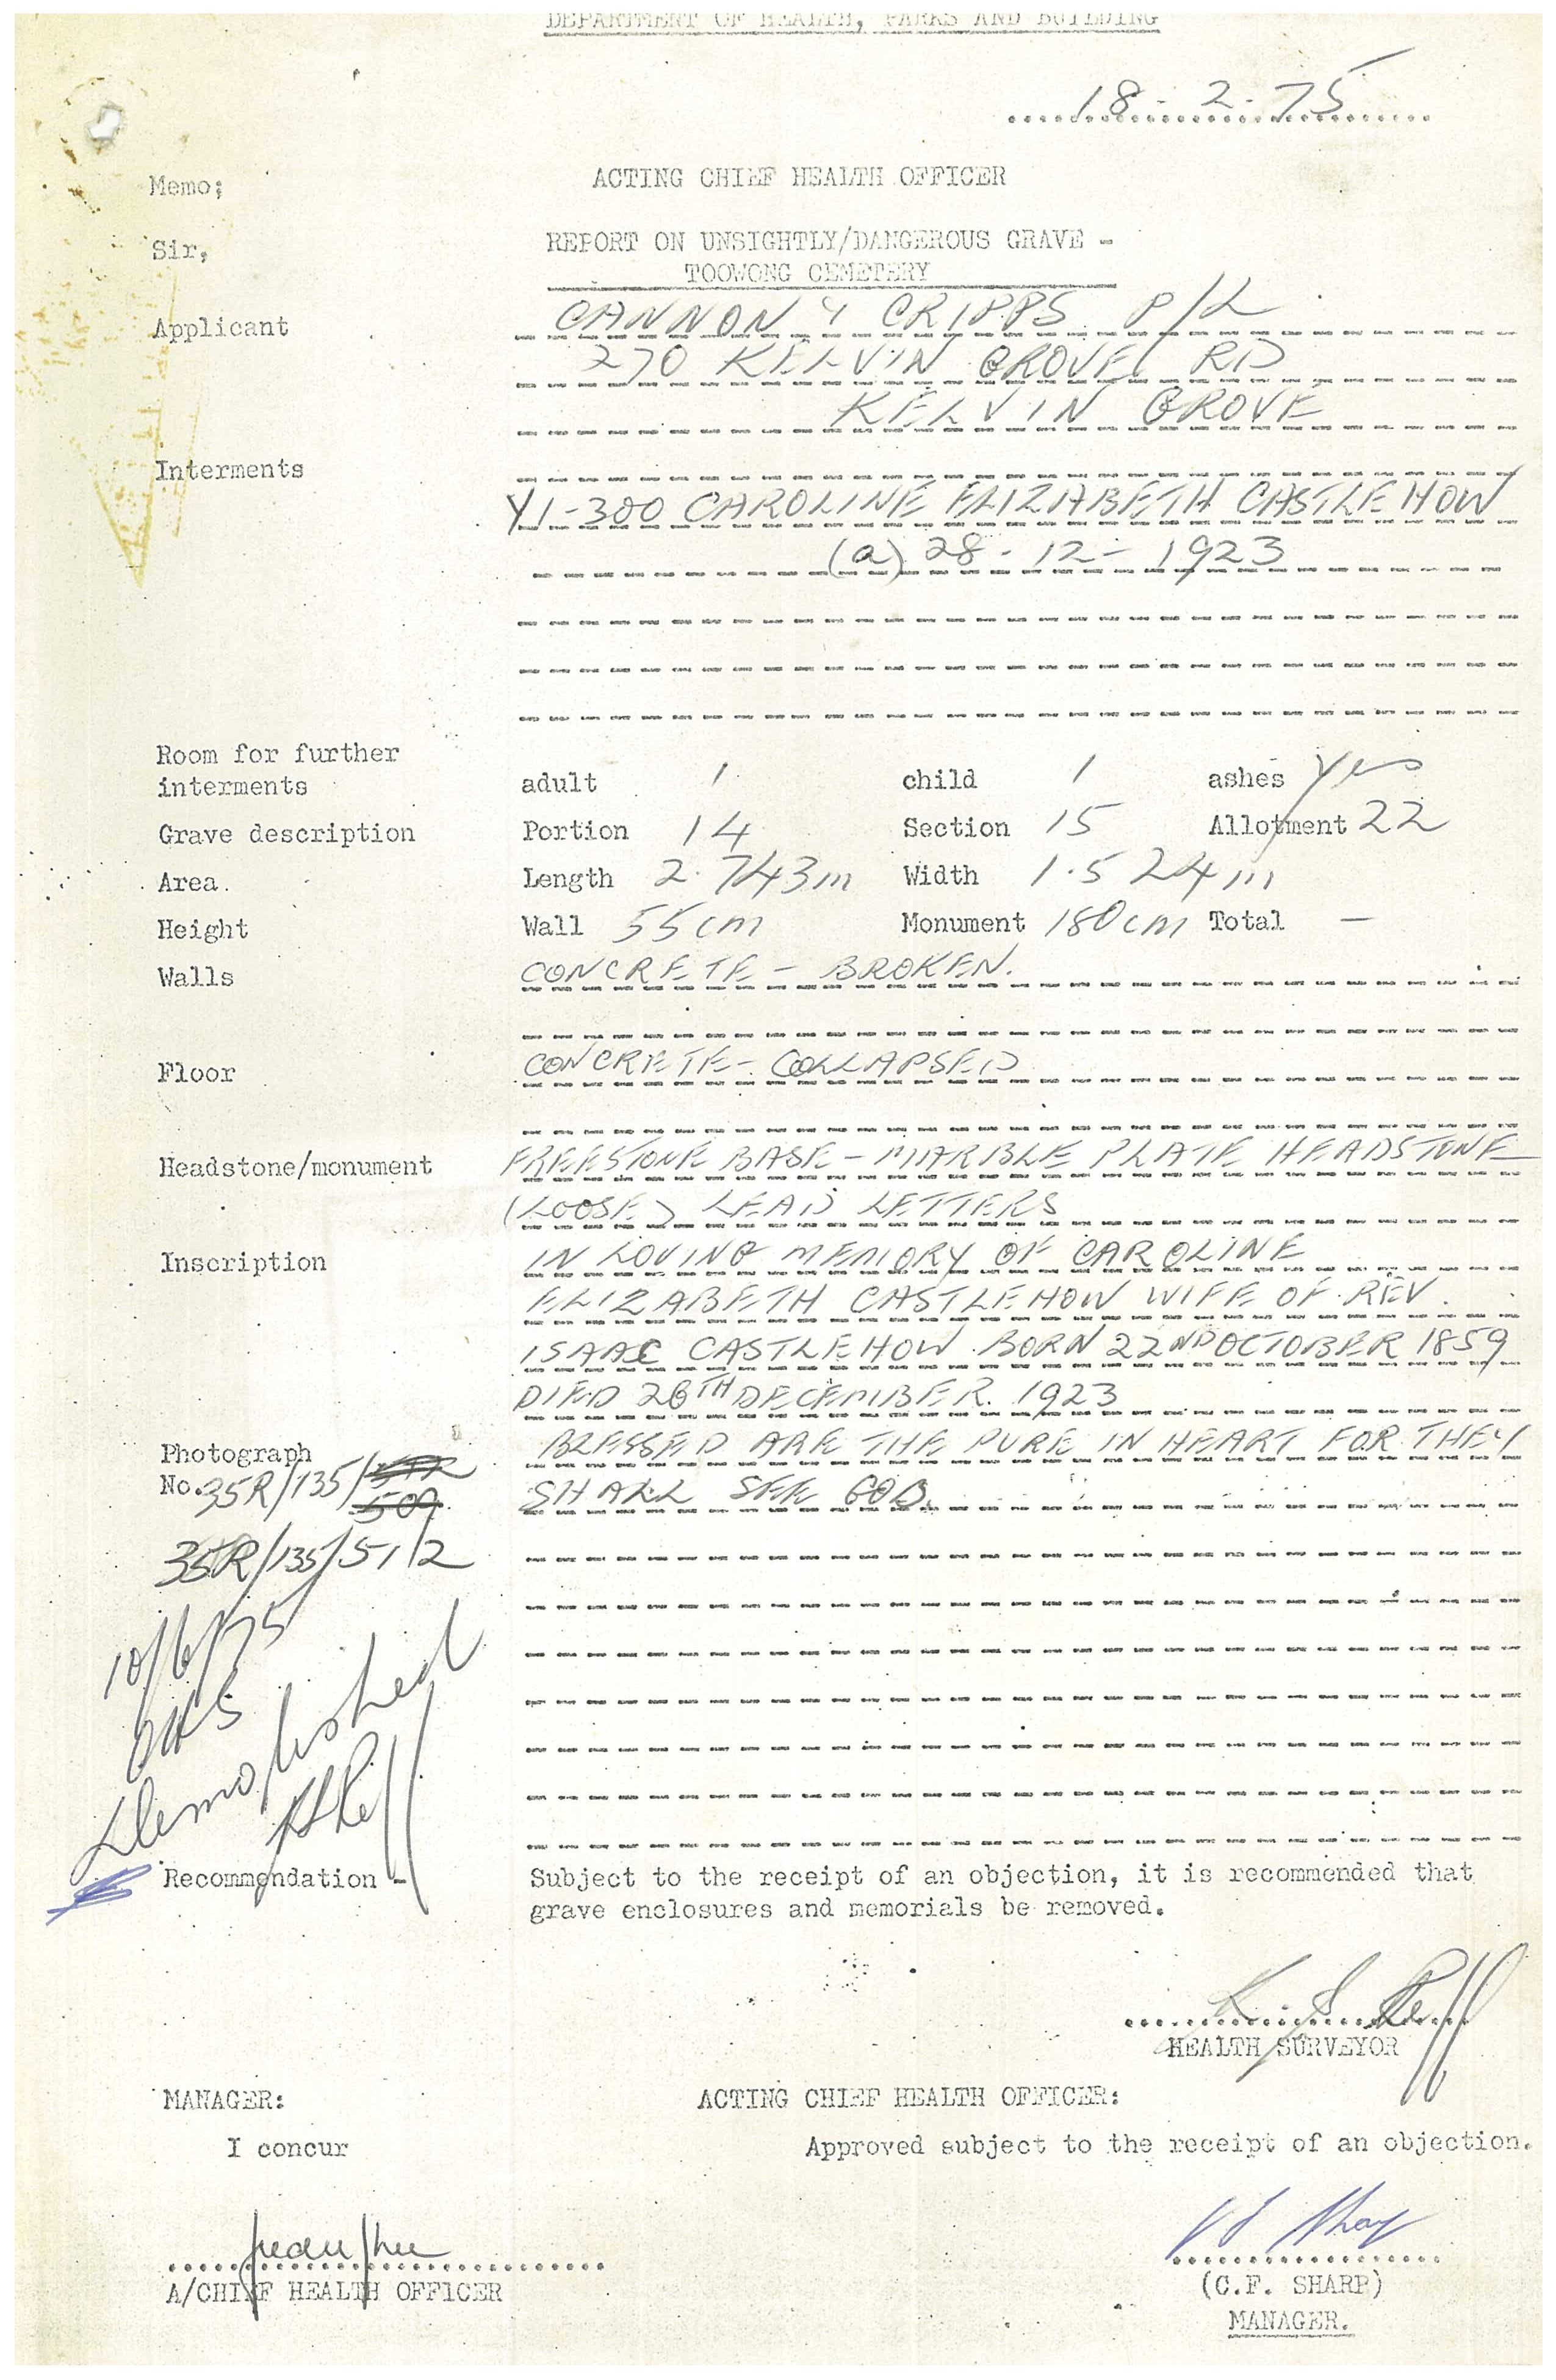 DEPARTMENT OF HEALTH, PARKS AND BUILDING
18-2-75
Memo; ACTING CHIEF HEALTH OFFICER
Sir, REPORT ON UNSIGHTLY/DANGEROUS GRAVE -
TOOWONG CEMETERY
Applicant CANNON & CRIPPS P/L
270 KELVIN GROVE RD
KELVIN GROVE
Interments
Y1-300 CAROLINE ELIZABETH CASTLEHOW
(a) 28-12-1923
Room for further
interments adult 1 child 1 ashes Yes
Grave description Portion 14 Section 15 Allotment 22
Area. Length 2.743m Width 1.524m
Height Wall 55cm Monument 180cm Total -
Walls CONCRETE - BROKEN.
Floor CONCRETE - COLLAPSED
Headstone/monument FREESTONE BASE - MARBLE PLATE HEADSTONE
(LOOSE) LEAD LETTERS
Inscription IN LOVING MEMORY OF CAROLINE
ELIZABETH CASTLEHOW WIFE OF REV.
ISAAC CASTLEHOW BORN 22ND OCTOBER 1859
DIED 26TH DECEMBER. 1923
Photograph BLESSED ARE THE PURE IN HEART FOR THEY
No. 35R/135/ SHALL SEE GOD.
509
35R/135/51/2
10/6/75
Demolished
Recommendation - Subject to the receipt of an objection, it is recommended that
grave enclosures and memorials be removed.
HEALTH SURVEYOR
MANAGER: ACTING CHIEF HEALTH OFFICER:
I concur Approved subject to the receipt of an objection.
A/CHIEF HEALTH OFFICER (C.F. SHARP)
MANAGER.